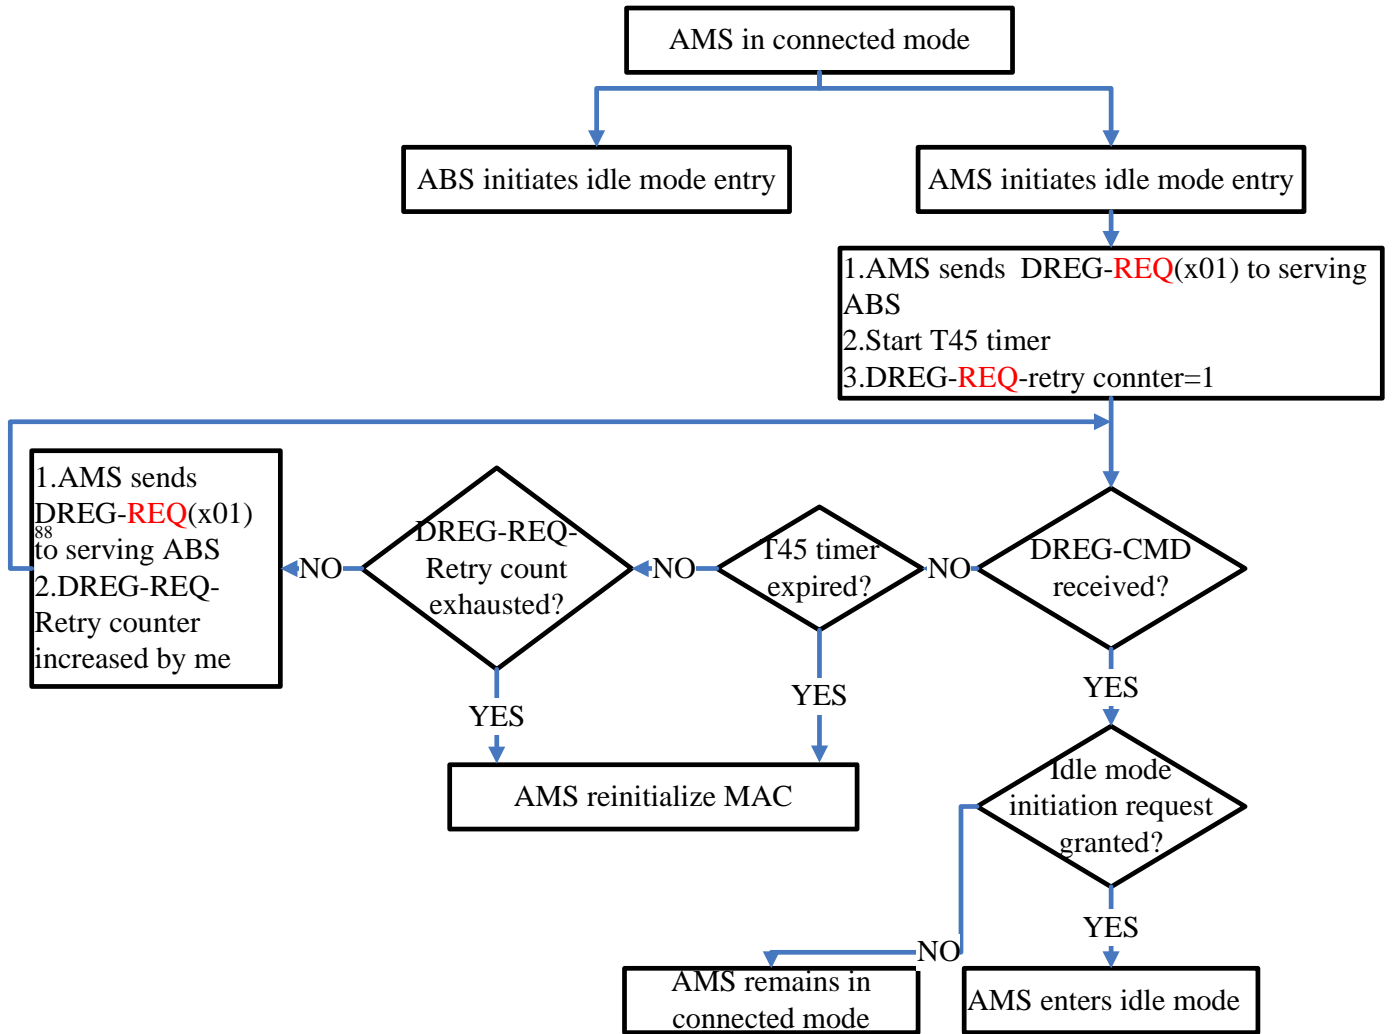 AMS in connected mode
ABS initiates idle mode entry
AMS initiates idle mode entry
1.AMS sends  DREG-REQ(x01) to serving
ABS
2.Start T45 timer
3.DREG-REQ-retry connter=1
1.AMS sends
DREG-REQ(x01)
88
to serving ABS
2.DREG-REQ-
Retry counter
increased by me
NO
DREG-REQ-
Retry count
exhausted?
NO
T45 timer
expired?
NO
DREG-CMD
received?
YES
YES
YES
AMS reinitialize MAC
Idle mode
initiation request
granted?
YES
NO
AMS remains in
connected mode
AMS enters idle mode